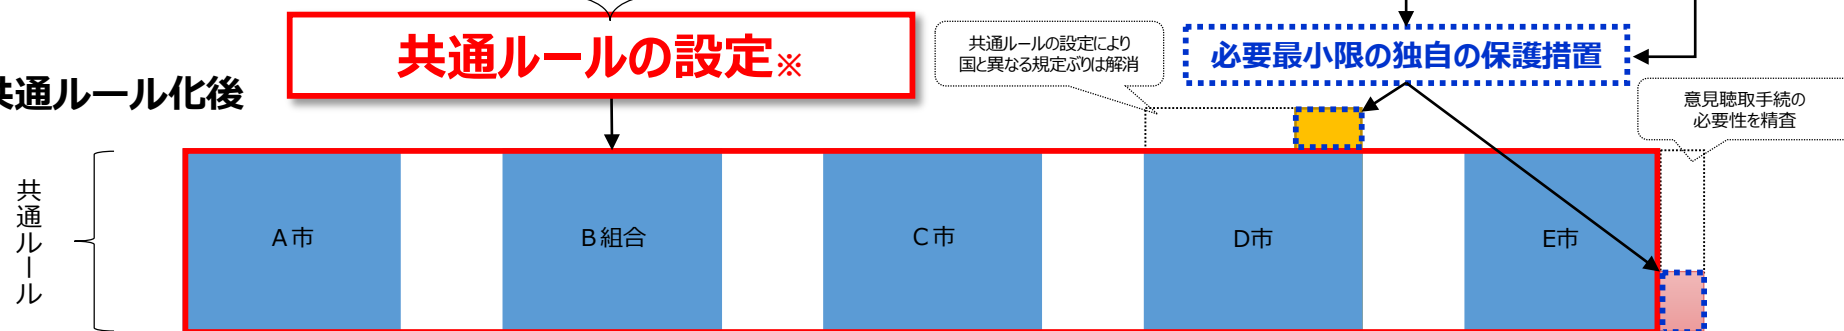 共通ルールの設定※
共通ルールの設定により
国と異なる規定ぶりは解消
必要最小限の独自の保護措置
共通ルール化後
意見聴取手続の
必要性を精査
共通ルール
A市
B組合
C市
D市
E市